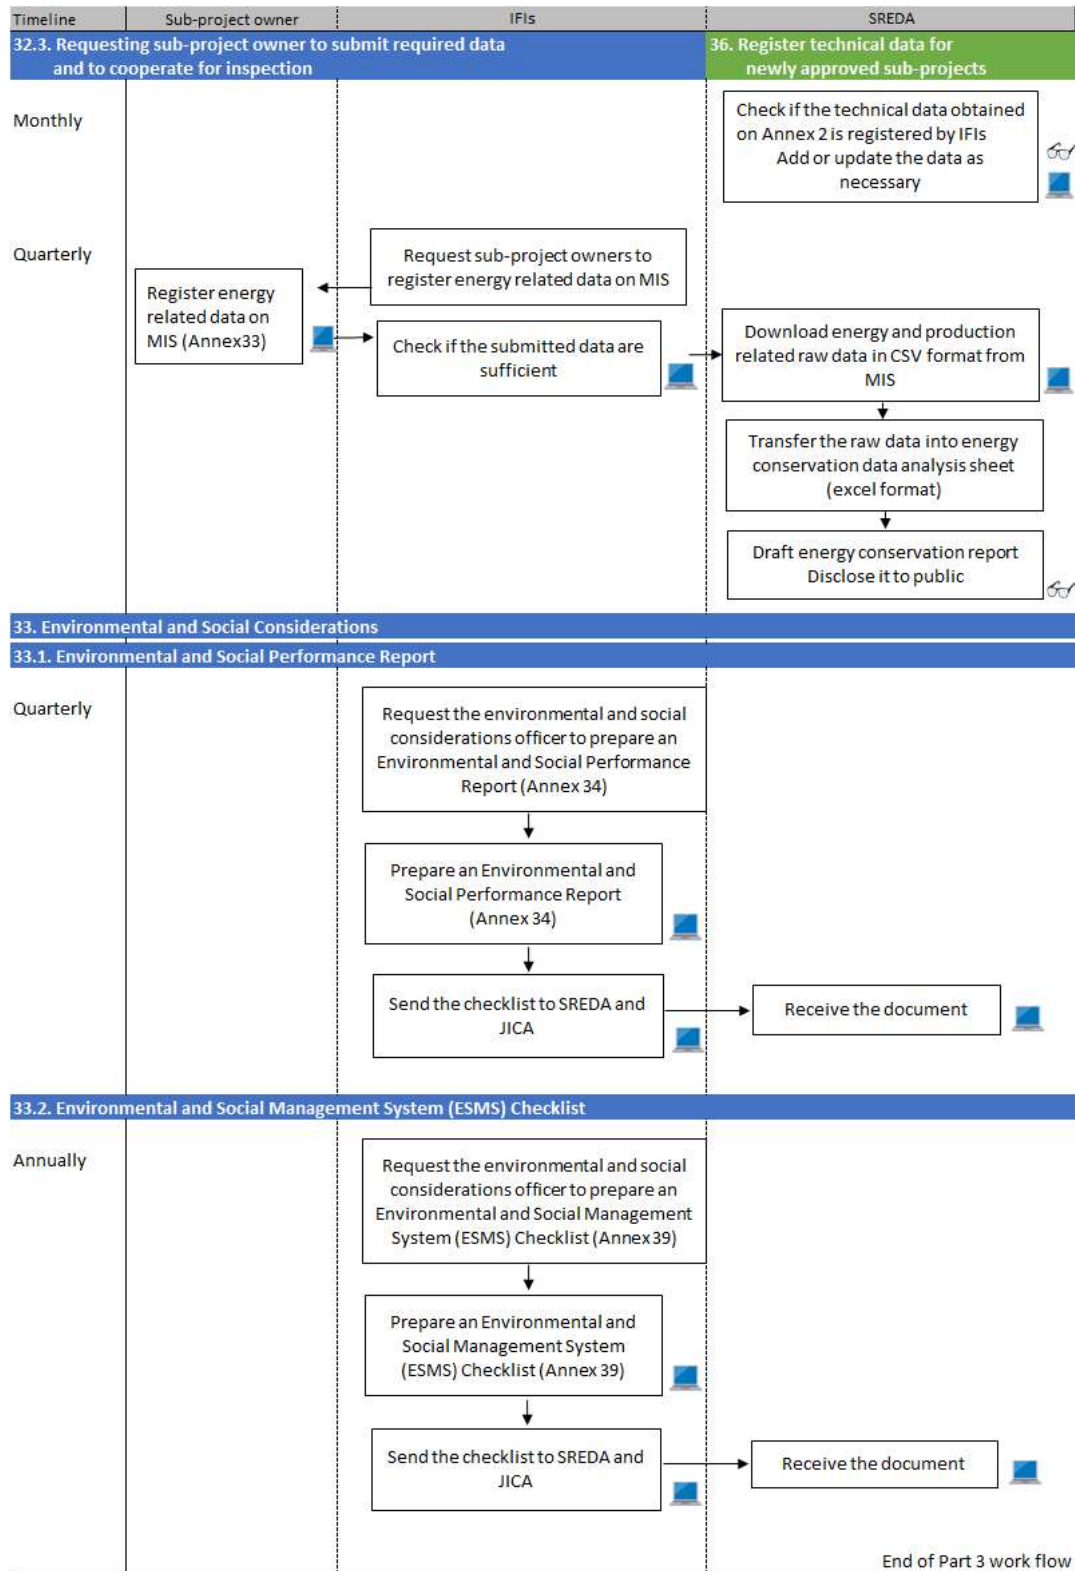 Timeline
Sub-project owner
IFIs
SREDA
32.3. Requesting sub-project owner to submit required data
and to cooperate for inspection
36. Register technical data for
newly approved sub-projects
Monthly
Check if the technical data obtained
on Annex 2 is registered by IFIs
Add or update the data as
necessary
Quarterly
Request sub-project owners to
register energy related data on MIS
Register energy
related data on
MIS (Annex33)
Check if the submitted data are
sufficient
Download energy and production
related raw data in CSV format from
MIS
Transfer the raw data into energy
conservation data analysis sheet
(excel format)
Draft energy conservation report
Disclose it to public
33. Environmental and Social Considerations
33.1. Environmental and Social Performance Report
Quarterly
Request the environmental and social
considerations officer to prepare an
Environmental and Social Performance
Report (Annex 34)
Prepare an Environmental and
Social Performance Report
(Annex 34)
Send the checklist to SREDA and
JICA
Receive the document
33.2. Environmental and Social Management System (ESMS) Checklist
Annually
Request the environmental and social
considerations officer to prepare an
Environmental and Social Management
System (ESMS) Checklist (Annex 39)
Prepare an Environmental and
Social Management System
(ESMS) Checklist (Annex 39)
Send the checklist to SREDA and
JICA
Receive the document
End of Part 3 work flow